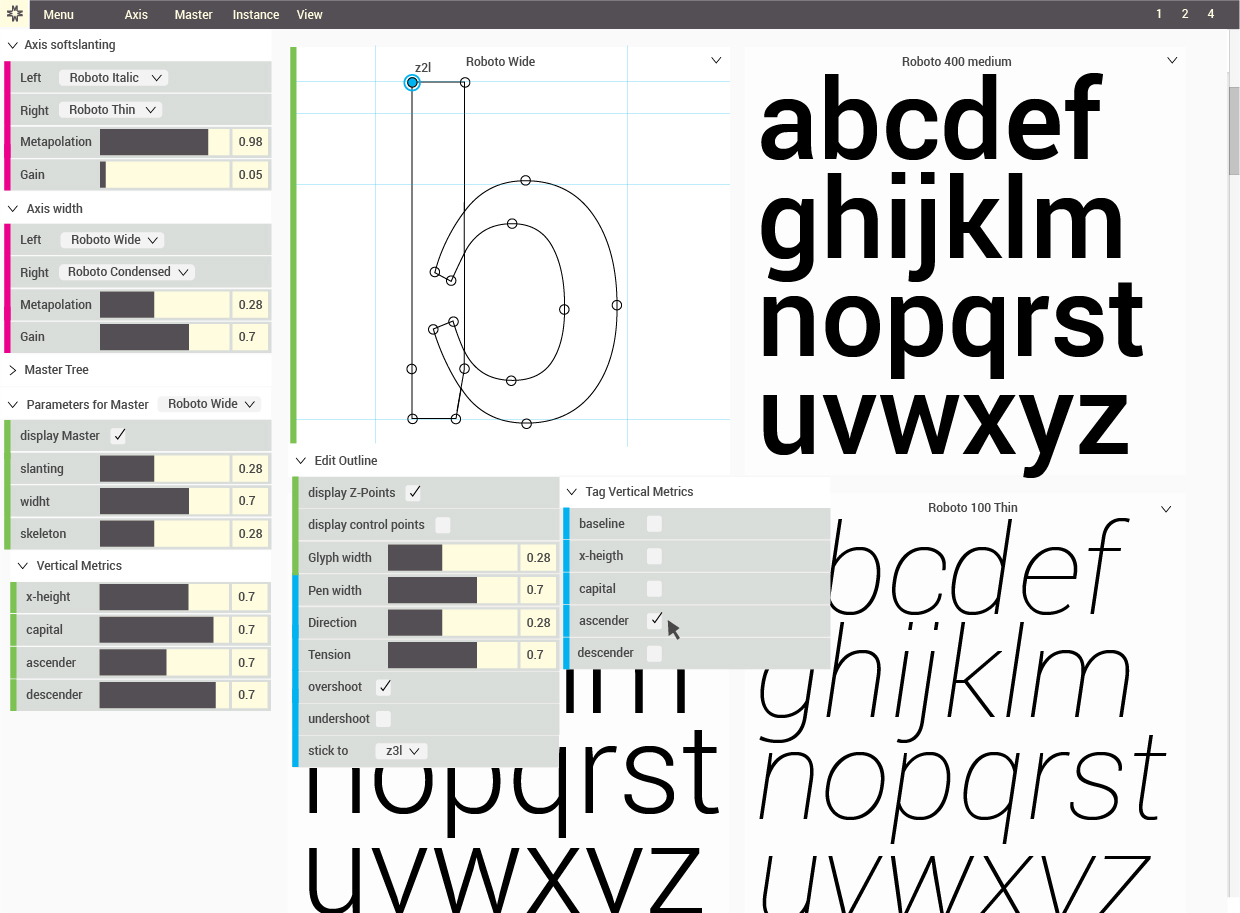 Menu Axis Master Instance View 1 2 4
Axis softslanting
Left Roboto Italic
Right Roboto Thin
Metapolation 0.98
Gain 0.05
Axis width
Left Roboto Wide
Right Roboto Condensed
Metapolation 0.28
Gain 0.7
Master Tree
Parameters for Master Roboto Wide
display Master
slanting 0.28
widht 0.7
skeleton 0.28
Vertical Metrics
x-height 0.7
capital 0.7
ascender 0.7
descender 0.7
Roboto Wide
z2l
b
Edit Outline
display Z-Points
display control points
Glyph width 0.28
Pen width 0.7
Direction 0.28
Tension 0.7
overshoot
undershoot
stick to z3l
Tag Vertical Metrics
baseline
x-heigth
capital
ascender
descender
lm
nopqrst
uvwxyz
Roboto 400 medium
abcdef
ghijklm
nopqrst
uvwxyz
Roboto 100 Thin
bcdef
ghijklm
nopqrst
uvwxyz